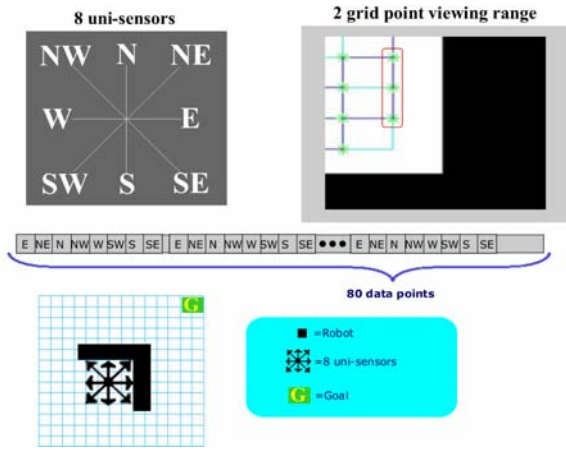 8 uni-sensors
2 grid point viewing range
NW N NE
W E
SW S SE
E NE N NW W SW S SE E NE N NW W SW S SE ●●● E NE N NW W SW S SE
80 data points
G
=Robot
=8 uni-sensors
G =Goal